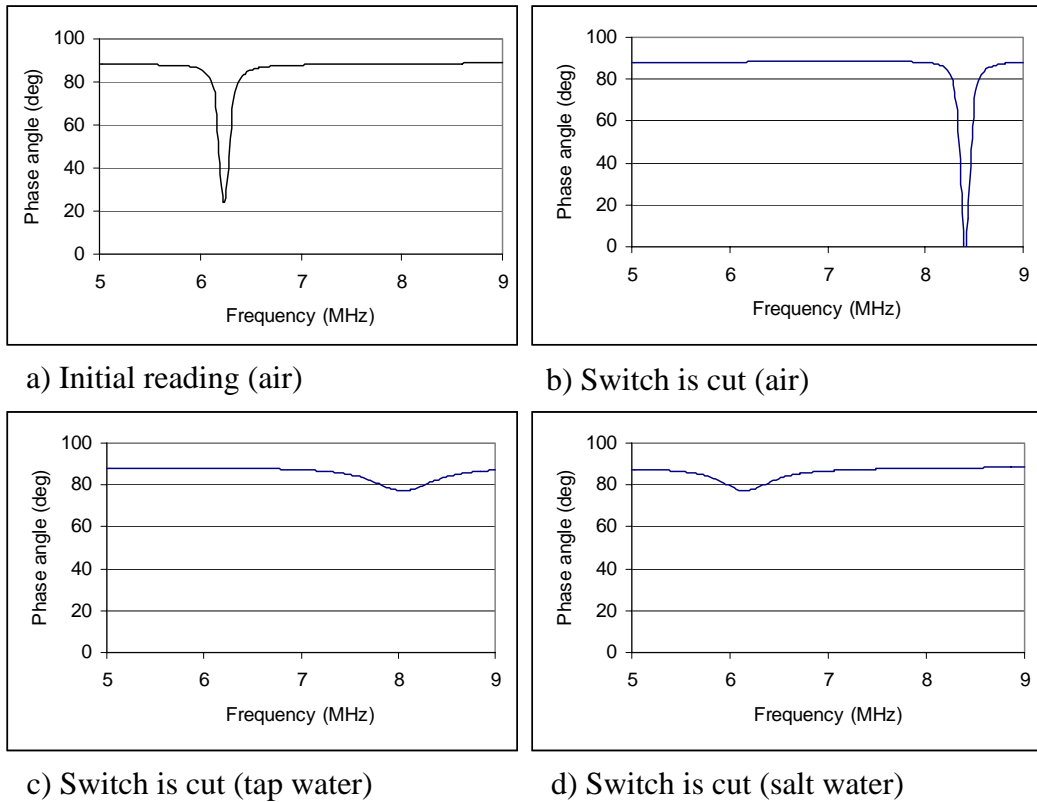 100
80
60
40
20
0
Phase angle (deg)
5 6 7 8 9
Frequency (MHz)
a) Initial reading (air)
100
80
60
40
20
0
Phase angle (deg)
5 6 7 8 9
Frequency (MHz)
b) Switch is cut (air)
100
80
60
40
20
0
Phase angle (deg)
5 6 7 8 9
Frequency (MHz)
c) Switch is cut (tap water)
100
80
60
40
20
0
Phase angle (deg)
5 6 7 8 9
Frequency (MHz)
d) Switch is cut (salt water)